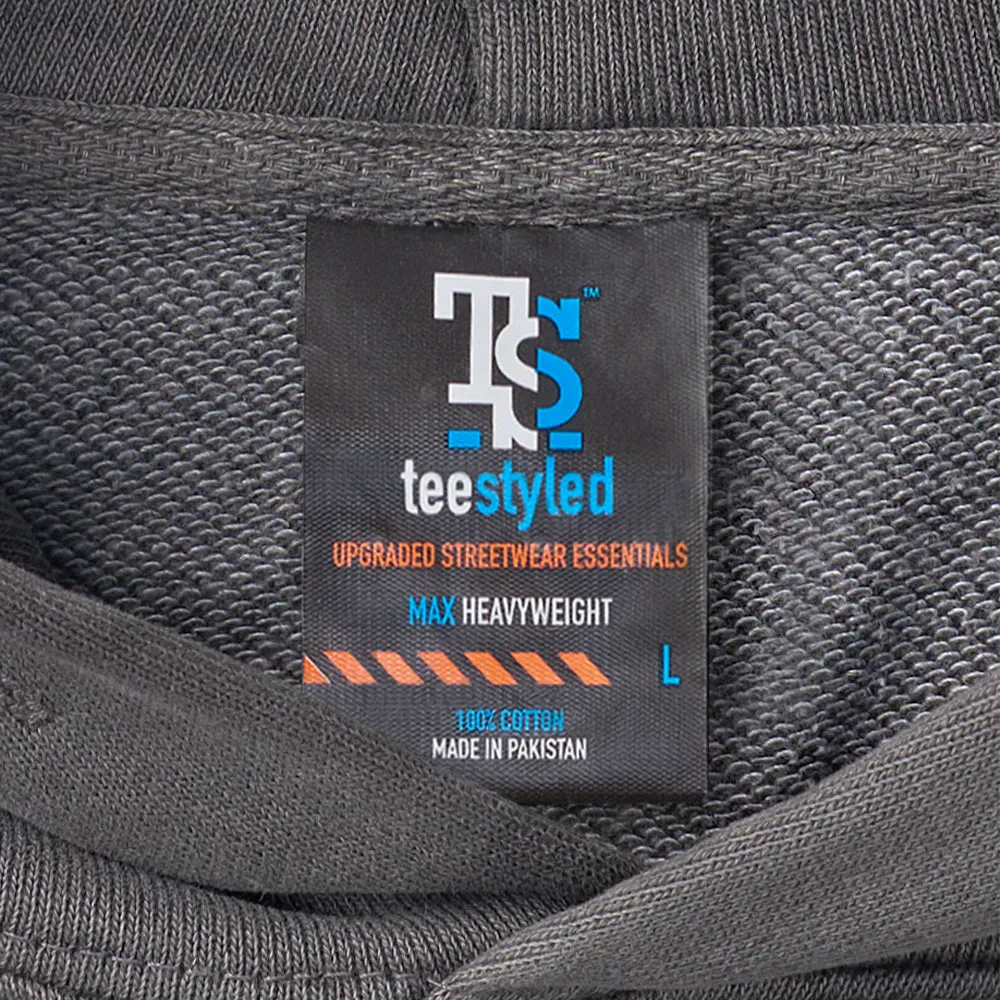 TS™
teestyled
UPGRADED STREETWEAR ESSENTIALS
MAX HEAVYWEIGHT
L
100% COTTON
MADE IN PAKISTAN